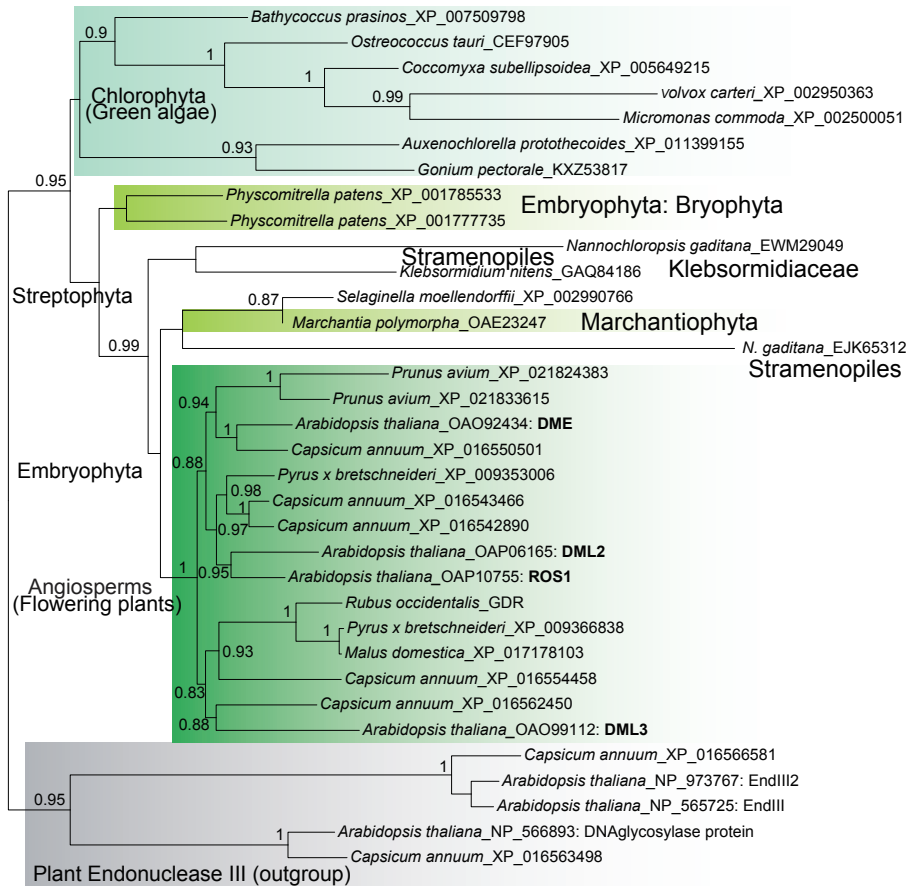 Bathycoccus prasinos_XP_007509798
0.9
Ostreococcus tauri_CEF97905
1
Coccomyxa subellipsoidea_XP_005649215
1
volvox carteri_XP_002950363
Chlorophyta
(Green algae)
0.99
Micromonas commoda_XP_002500051
Auxenochlorella protothecoides_XP_011399155
0.93
Gonium pectorale_KXZ53817
0.95
Physcomitrella patens_XP_001785533
Embryophyta: Bryophyta
Physcomitrella patens_XP_001777735
Nannochloropsis gaditana_EWM29049
Stramenopiles
Klebsormidium nitens_GAQ84186
Klebsormidiaceae
Streptophyta
Selaginella moellendorffii_XP_002990766
0.87
Marchantia polymorpha_OAE23247
Marchantiophyta
0.99
N. gaditana_EJK65312
Stramenopiles
Prunus avium_XP_021824383
1
Prunus avium_XP_021833615
0.94
Arabidopsis thaliana_OAO92434: DME
1
Capsicum annuum_XP_016550501
0.88
Embryophyta
Pyrus x bretschneideri_XP_009353006
0.98
Capsicum annuum_XP_016543466
1
Capsicum annuum_XP_016542890
0.97
Arabidopsis thaliana_OAP06165: DML2
1
0.95
Arabidopsis thaliana_OAP10755: ROS1
Angiosperms
(Flowering plants)
Rubus occidentalis_GDR
1
Pyrus x bretschneideri_XP_009366838
1
Malus domestica_XP_017178103
0.93
Capsicum annuum_XP_016554458
0.83
Capsicum annuum_XP_016562450
0.88
Arabidopsis thaliana_OAO99112: DML3
Capsicum annuum_XP_016566581
1
Arabidopsis thaliana_NP_973767: EndIII2
0.95
Arabidopsis thaliana_NP_565725: EndIII
Arabidopsis thaliana_NP_566893: DNAglycosylase protein
1
Capsicum annuum_XP_016563498
Plant Endonuclease III (outgroup)